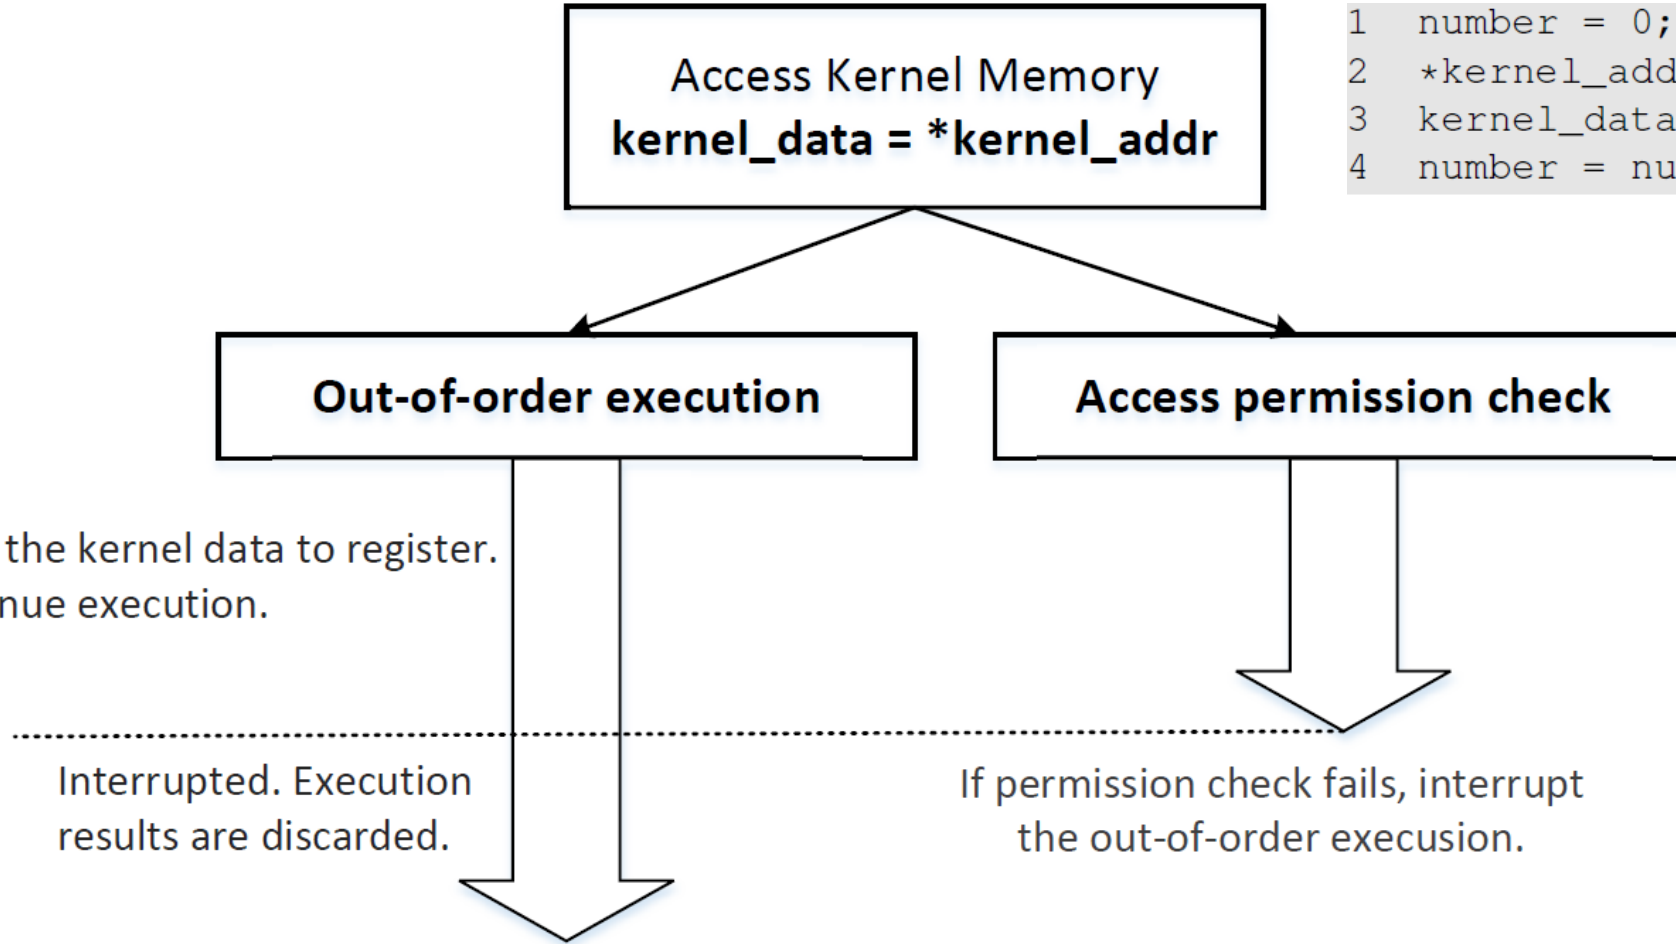 Access Kernel Memory
kernel_data = *kernel_addr
1 number = 0;
2 *kernel_add
3 kernel_data
4 number = nu
Out-of-order execution
Access permission check
the kernel data to register.
nue execution.
Interrupted. Execution
results are discarded.
If permission check fails, interrupt
the out-of-order execusion.